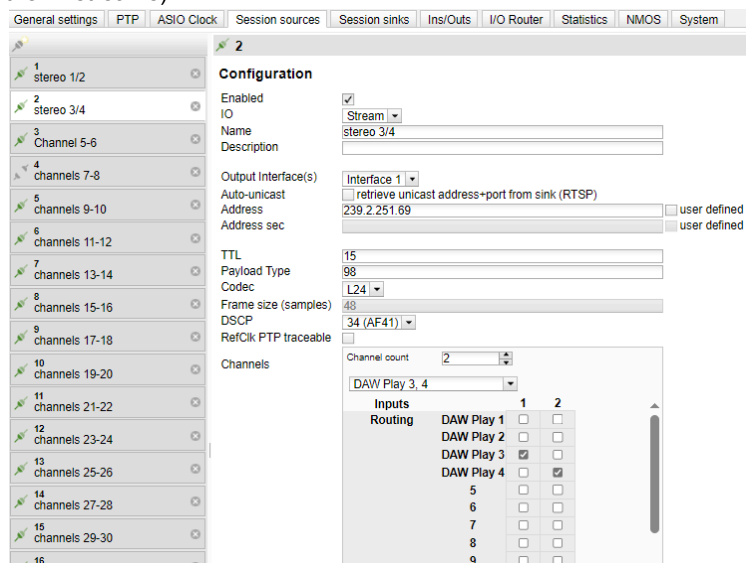 General settings PTP ASIO Clock Session sources Session sinks Ins/Outs I/O Router Statistics NMOS System
2
1
stereo 1/2
2
stereo 3/4
3
Channel 5-6
4
channels 7-8
5
channels 9-10
6
channels 11-12
7
channels 13-14
8
channels 15-16
9
channels 17-18
10
channels 19-20
11
channels 21-22
12
channels 23-24
13
channels 25-26
14
channels 27-28
15
channels 29-30
16
Configuration
Enabled
IO Stream
Name stereo 3/4
Description
Output Interface(s) Interface 1
Auto-unicast retrieve unicast address+port from sink (RTSP)
Address 239.2.251.69 user defined
Address sec user defined
TTL 15
Payload Type 98
Codec L24
Frame size (samples) 48
DSCP 34 (AF41)
RefClk PTP traceable
Channels Channel count 2
DAW Play 3, 4
Inputs 1 2
Routing DAW Play 1
DAW Play 2
DAW Play 3
DAW Play 4
5
6
7
8
9